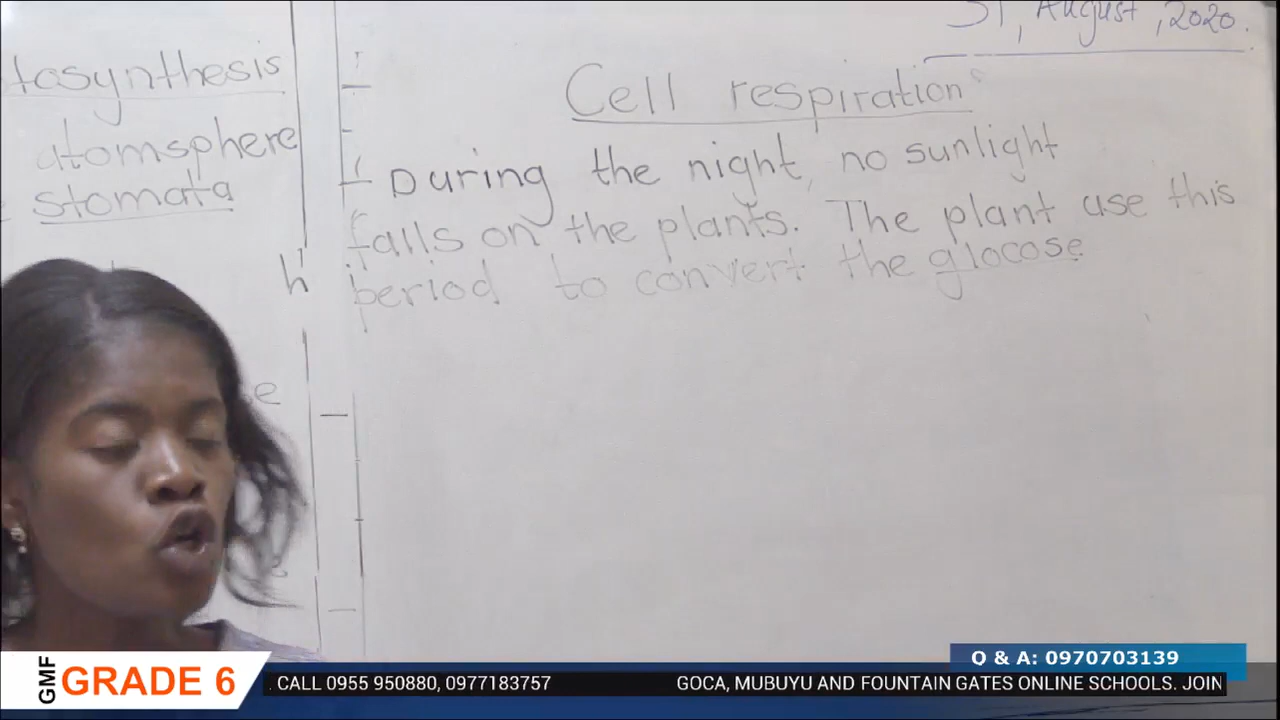 tosynthesis
atomsphere
stomata
h
e
31, August, 2020.
Cell respiration
During the night, no sunlight
falls on the plants. The plant use this
period to convert the glocose
Q & A: 0970703139
GMF GRADE 6
. CALL 0955 950880, 0977183757
GOCA, MUBUYU AND FOUNTAIN GATES ONLINE SCHOOLS. JOIN